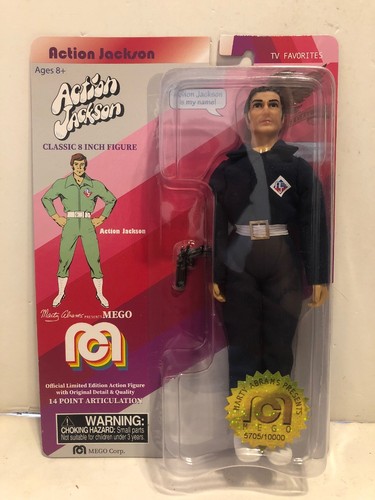 Action Jackson
TV FAVORITES
Ages 8+
Action
Jackson
Action Jackson
is my name!
CLASSIC 8 INCH FIGURE
Action Jackson
Marty Abrams PRESENTS MEGO
Official Limited Edition Action Figure
with Original Detail & Quality
14 POINT ARTICULATION
WARNING:
CHOKING HAZARD: Small parts
Not suitable for children under 3 years.
MEGO Corp.
MARTY ABRAMS PRESENTS
MEGO
5705/10000